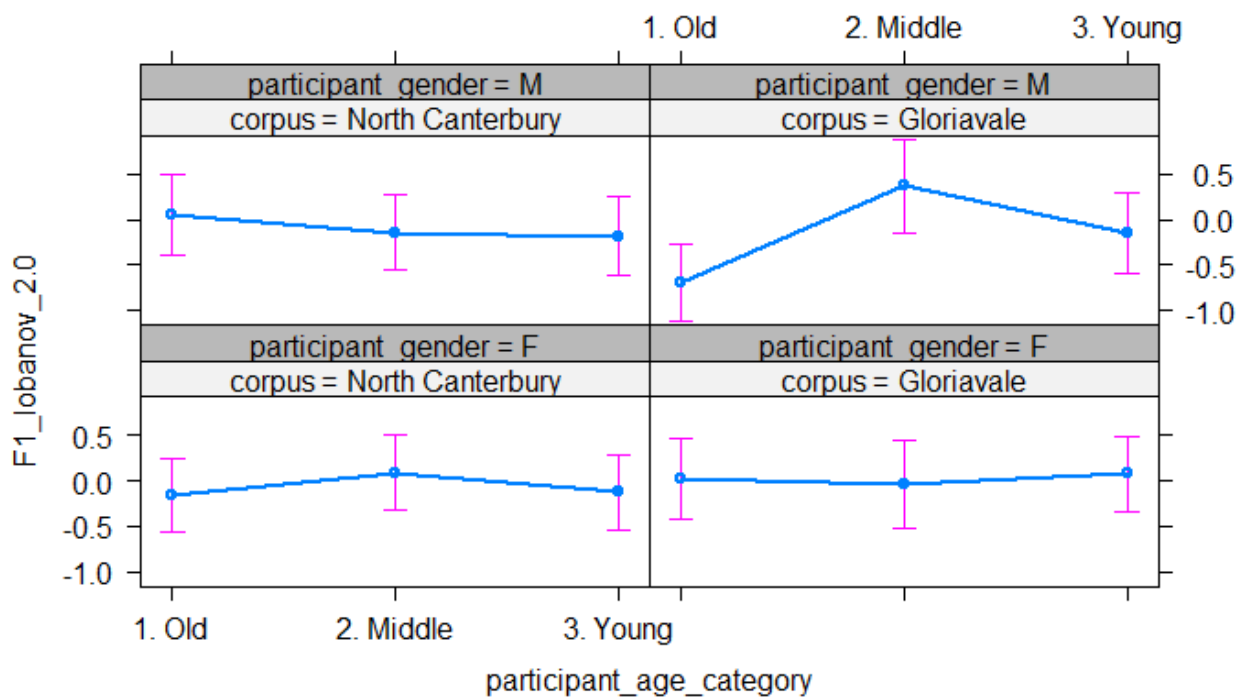 1. Old 2. Middle 3. Young
participant_gender = M participant_gender = M
corpus = North Canterbury corpus = Gloriavale
0.5
0.0
-0.5
-1.0
F1_lobanov_2.0
participant_gender = F participant_gender = F
corpus = North Canterbury corpus = Gloriavale
0.5
0.0
-0.5
-1.0
1. Old 2. Middle 3. Young
participant_age_category